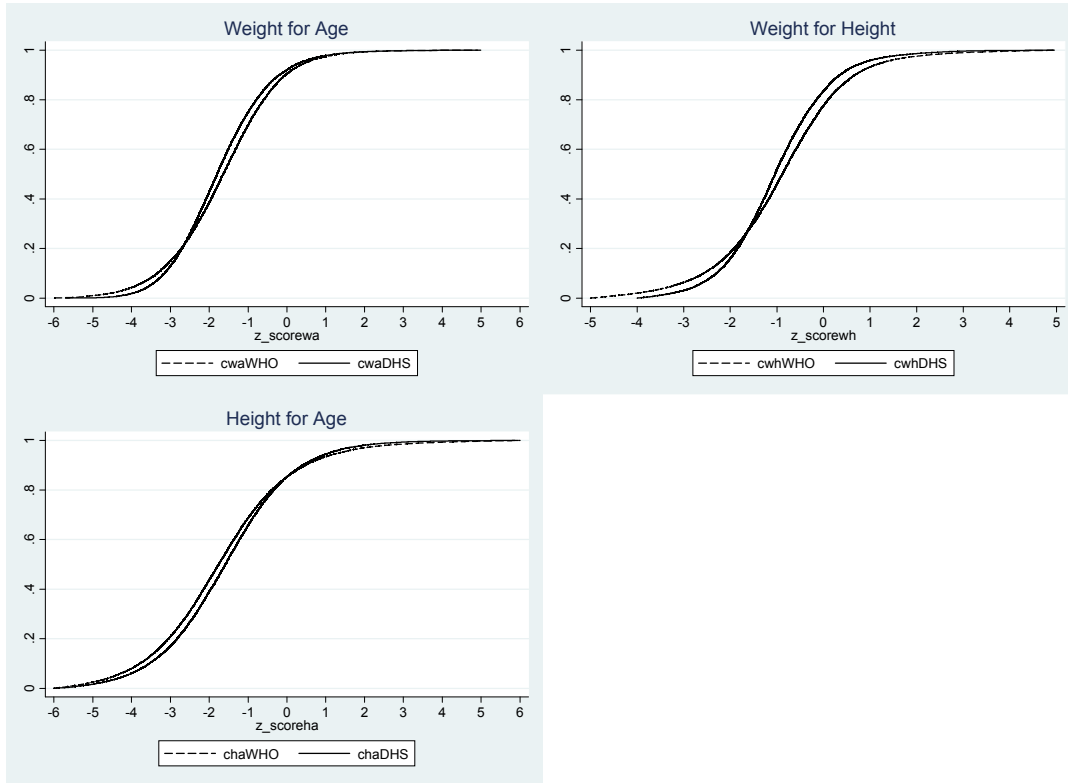 Weight for Age
1
.8
.6
.4
.2
0
-6 -5 -4 -3 -2 -1 0 1 2 3 4 5 6
z_scorewa
cwaWHO cwaDHS
Weight for Height
1
.8
.6
.4
.2
0
-5 -4 -3 -2 -1 0 1 2 3 4 5
z_scorewh
cwhWHO cwhDHS
Height for Age
1
.8
.6
.4
.2
0
-6 -5 -4 -3 -2 -1 0 1 2 3 4 5 6
z_scoreha
chaWHO chaDHS